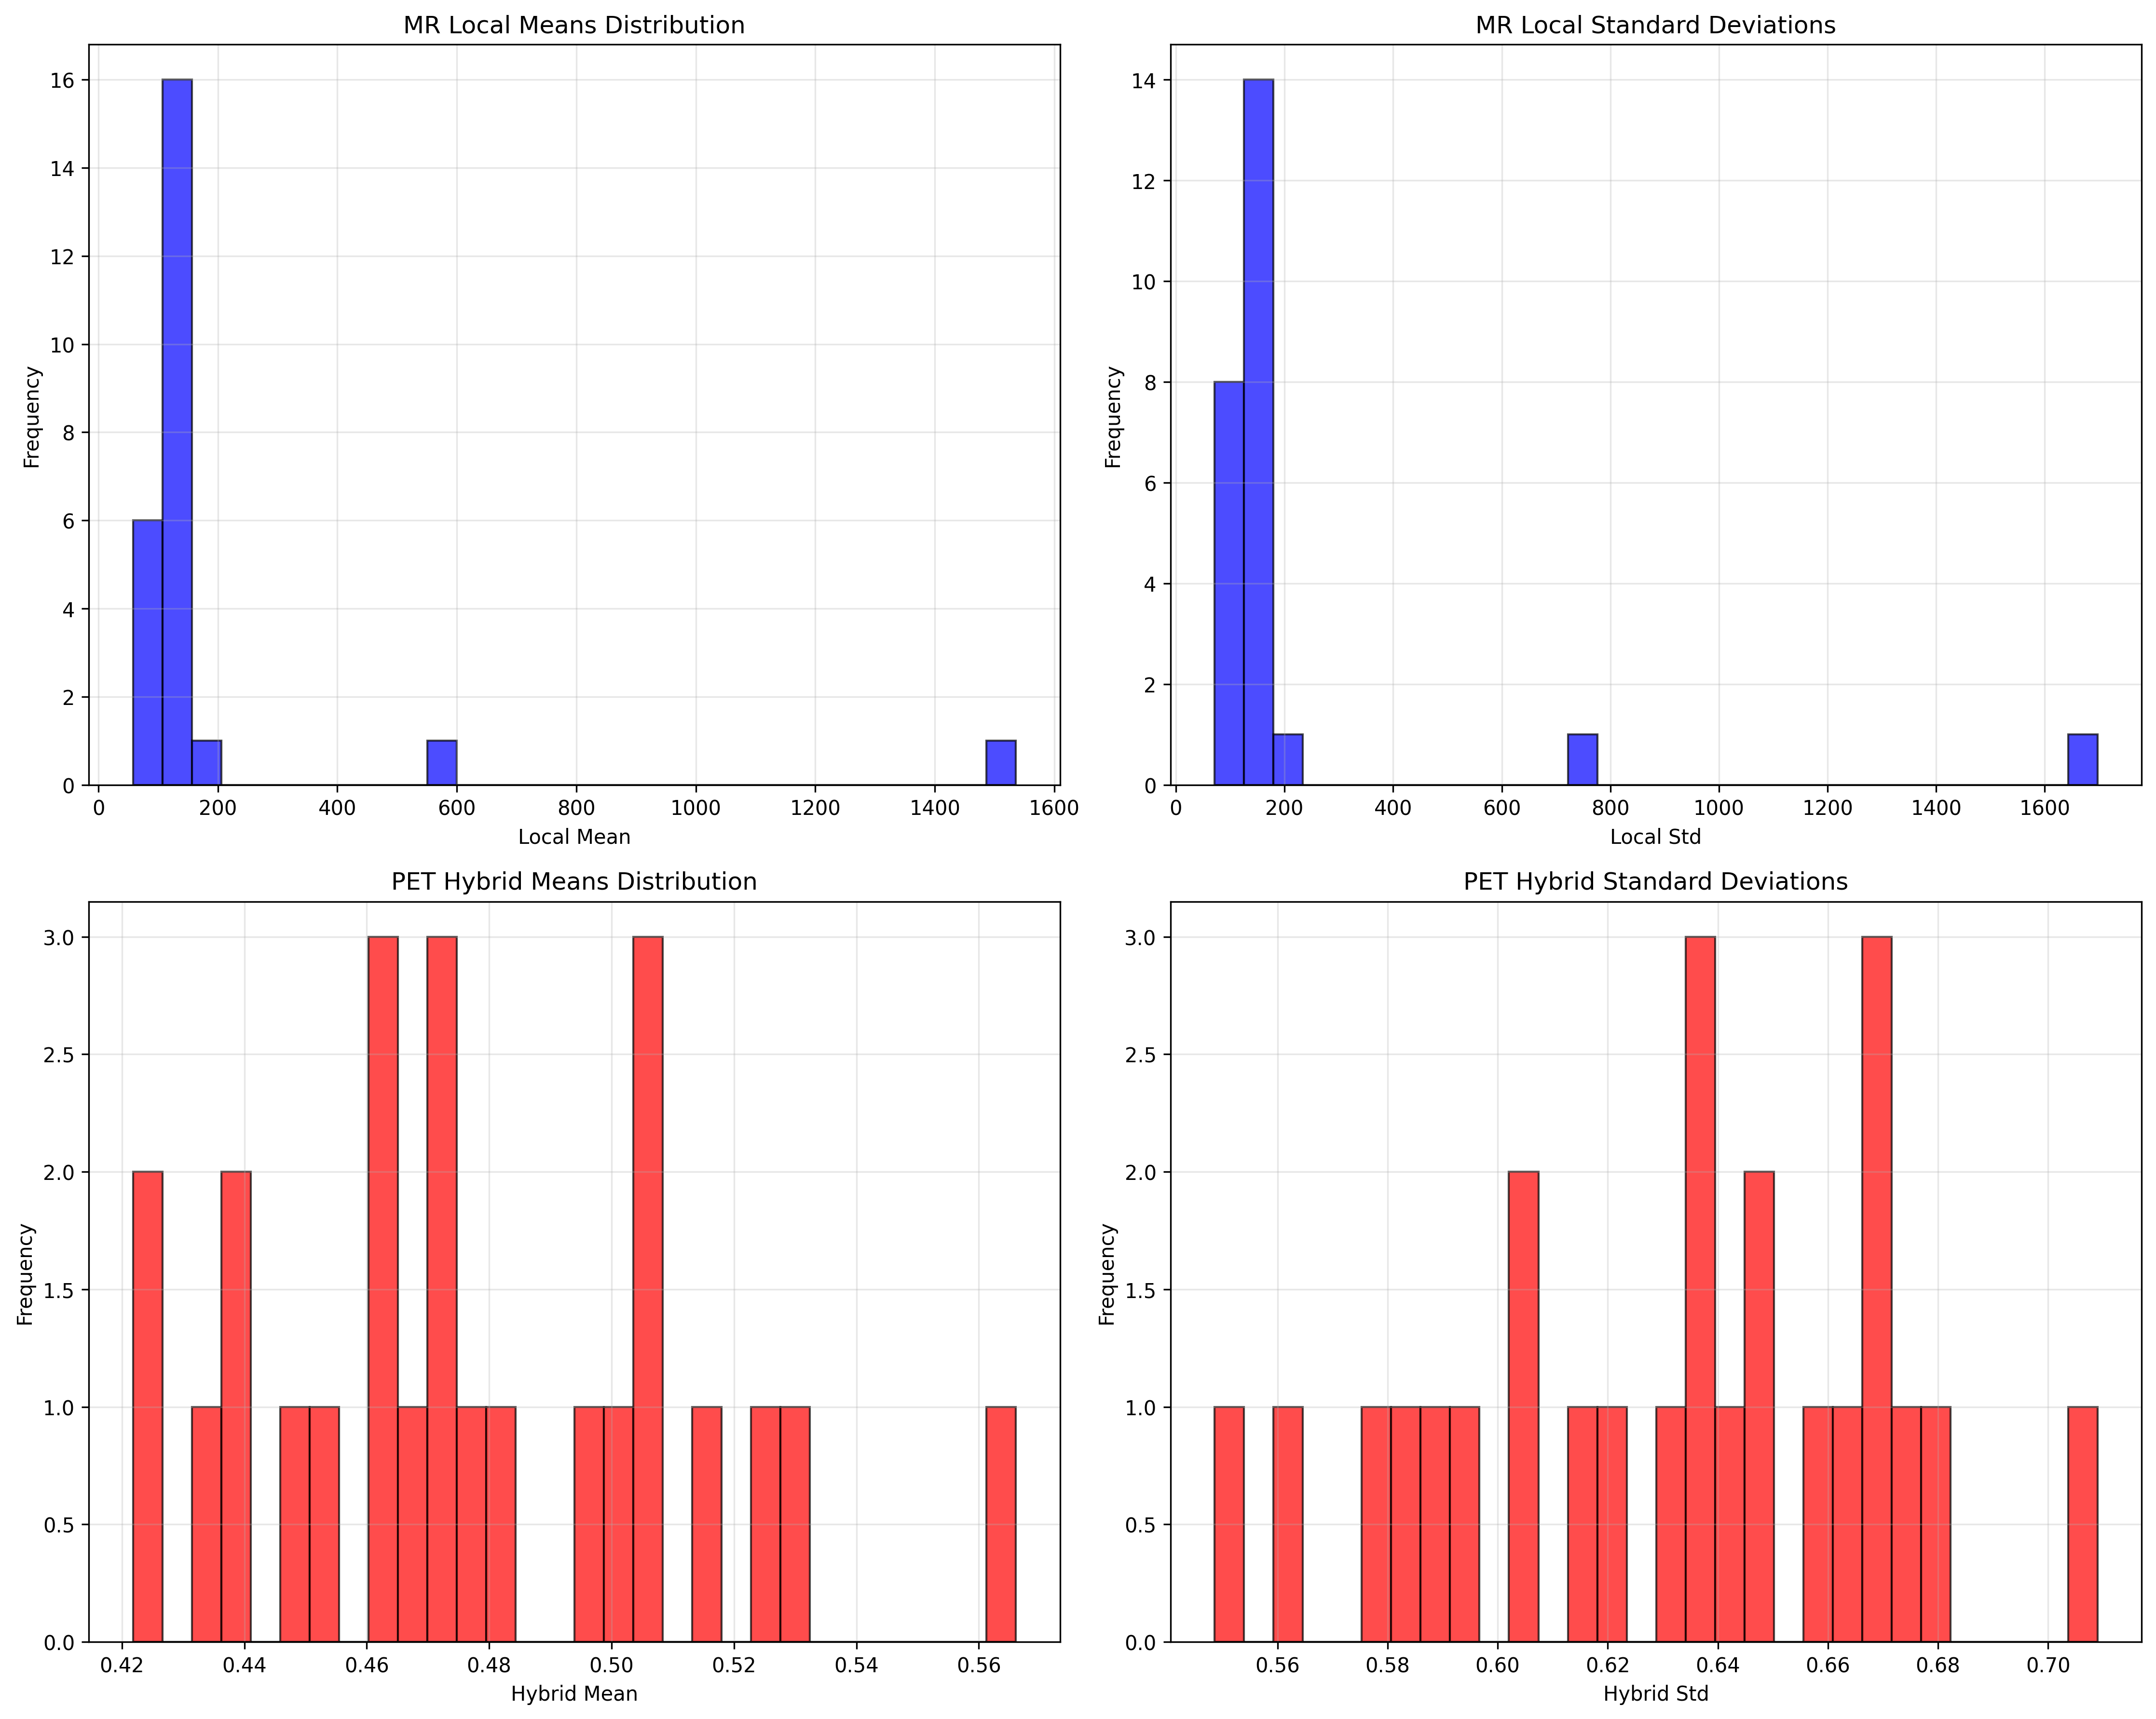 MR Local Means Distribution
Frequency
16
14
12
10
8
6
4
2
0
0 200 400 600 800 1000 1200 1400 1600
Local Mean
MR Local Standard Deviations
Frequency
14
12
10
8
6
4
2
0
0 200 400 600 800 1000 1200 1400 1600
Local Std
PET Hybrid Means Distribution
Frequency
3.0
2.5
2.0
1.5
1.0
0.5
0.0
0.42 0.44 0.46 0.48 0.50 0.52 0.54 0.56
Hybrid Mean
PET Hybrid Standard Deviations
Frequency
3.0
2.5
2.0
1.5
1.0
0.5
0.0
0.56 0.58 0.60 0.62 0.64 0.66 0.68 0.70
Hybrid Std